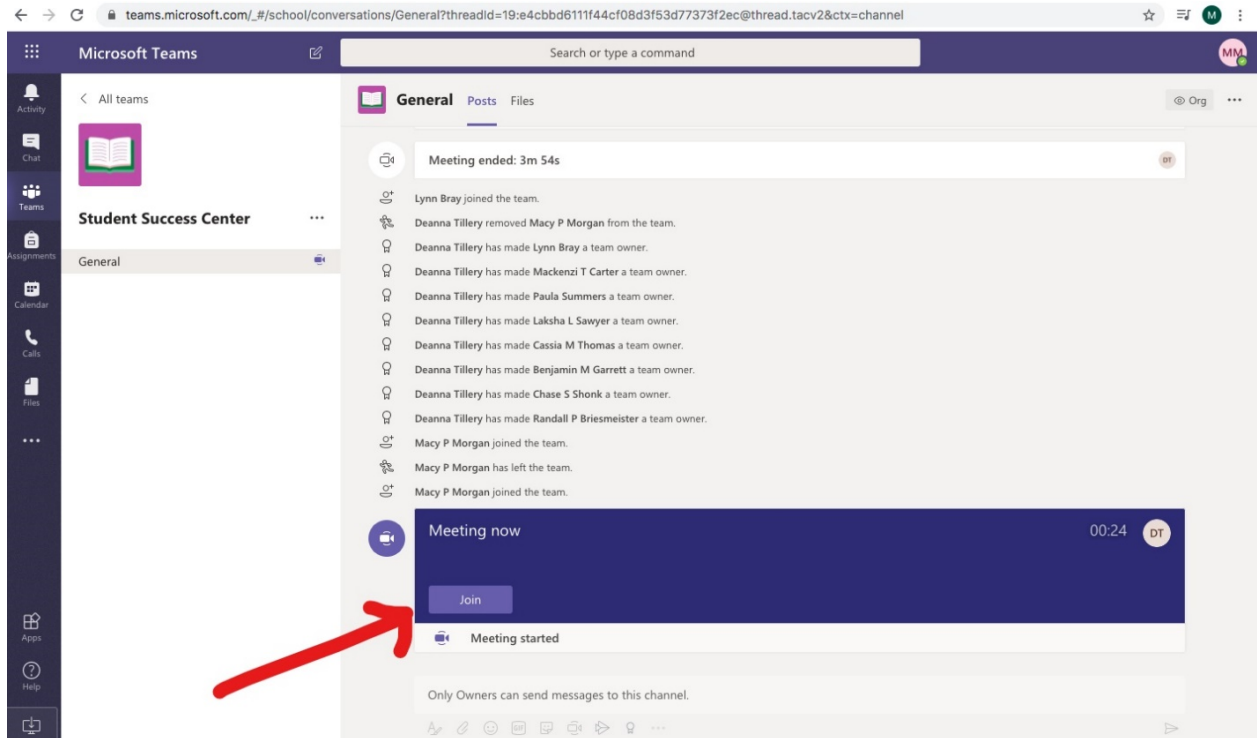 teams.microsoft.com/_#/school/conversations/General?threadId=19:e4cbbd6111f44cf08d3f53d77373f2ec@thread.tacv2&ctx=channel
M
Microsoft Teams
Search or type a command
MM
Activity
Chat
Teams
Assignments
Calendar
Calls
Files
Apps
Help
All teams
Student Success Center
General
General Posts Files
Org
Meeting ended: 3m 54s
DT
Lynn Bray joined the team.
Deanna Tillery removed Macy P Morgan from the team.
Deanna Tillery has made Lynn Bray a team owner.
Deanna Tillery has made Mackenzi T Carter a team owner.
Deanna Tillery has made Paula Summers a team owner.
Deanna Tillery has made Laksha L Sawyer a team owner.
Deanna Tillery has made Cassia M Thomas a team owner.
Deanna Tillery has made Benjamin M Garrett a team owner.
Deanna Tillery has made Chase S Shonk a team owner.
Deanna Tillery has made Randall P Briesmeister a team owner.
Macy P Morgan joined the team.
Macy P Morgan has left the team.
Macy P Morgan joined the team.
Meeting now
00:24
DT
Join
Meeting started
Only Owners can send messages to this channel.
GIF